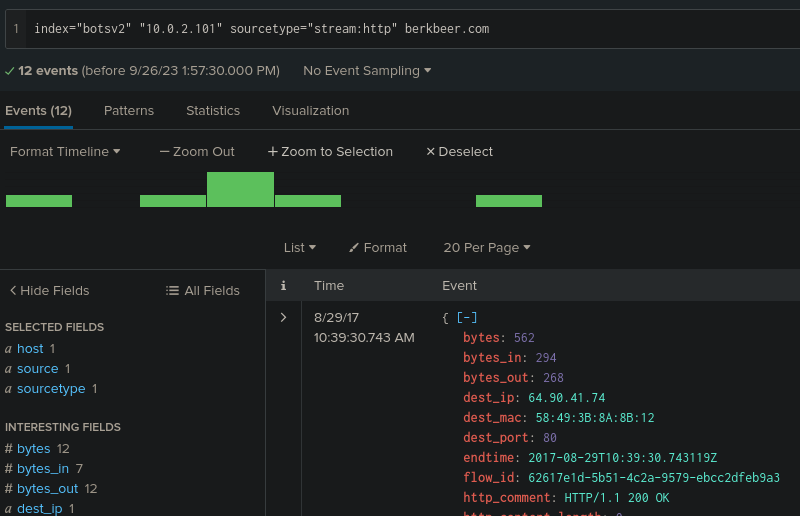 1 index="botsv2" "10.0.2.101" sourcetype="stream:http" berkbeer.com
✓ 12 events (before 9/26/23 1:57:30.000 PM) No Event Sampling
Events (12) Patterns Statistics Visualization
Format Timeline — Zoom Out + Zoom to Selection × Deselect
List Format 20 Per Page
< Hide Fields All Fields
i Time Event
SELECTED FIELDS
a host 1
a source 1
a sourcetype 1
INTERESTING FIELDS
# bytes 12
# bytes_in 7
# bytes_out 12
a dest_ip 1
> 8/29/17
10:39:30.743 AM
{ [-]
bytes: 562
bytes_in: 294
bytes_out: 268
dest_ip: 64.90.41.74
dest_mac: 58:49:3B:8A:8B:12
dest_port: 80
endtime: 2017-08-29T10:39:30.743119Z
flow_id: 62617e1d-5b51-4c2a-9579-ebcc2dfeb9a3
http_comment: HTTP/1.1 200 OK
http_content_length: 0